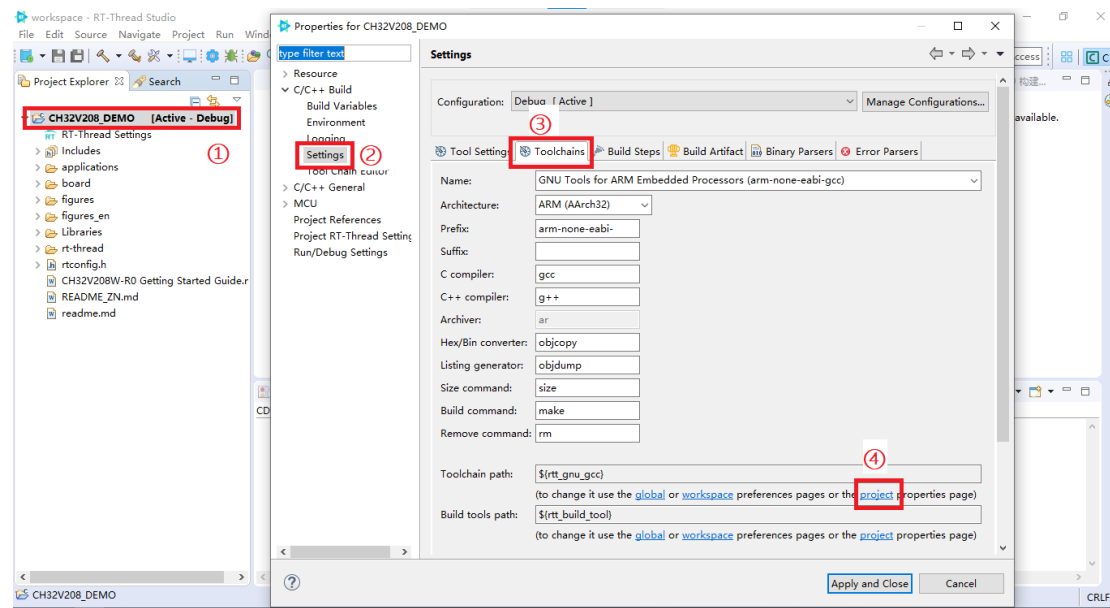 workspace - RT-Thread Studio
File Edit Source Navigate Project Run Wind
Project Explorer Search
CH32V208_DEMO [Active - Debug]
RT-Thread Settings
①
Includes
applications
board
figures
figures_en
Libraries
rt-thread
rtconfig.h
CH32V208W-R0 Getting Started Guide.r
README_ZN.md
readme.md
CH32V208_DEMO
Properties for CH32V208_DEMO
type filter text
Resource
C/C++ Build
Build Variables
Environment
Logging
Settings
②
Tool Chain Editor
C/C++ General
MCU
Project References
Project RT-Thread Setting
Run/Debug Settings
Settings
Configuration: Debug [ Active ]
Manage Configurations...
③
Tool Settings Toolchains Build Steps Build Artifact Binary Parsers Error Parsers
Name: GNU Tools for ARM Embedded Processors (arm-none-eabi-gcc)
Architecture: ARM (AArch32)
Prefix: arm-none-eabi-
Suffix:
C compiler: gcc
C++ compiler: g++
Archiver: ar
Hex/Bin converter: objcopy
Listing generator: objdump
Size command: size
Build command: make
Remove command: rm
④
Toolchain path: ${rtt_gnu_gcc}
(to change it use the global or workspace preferences pages or the project properties page)
Build tools path: ${rtt_build_tool}
(to change it use the global or workspace preferences pages or the project properties page)
Apply and Close
Cancel
ccess
C
构建...
available.
CD
CRLF